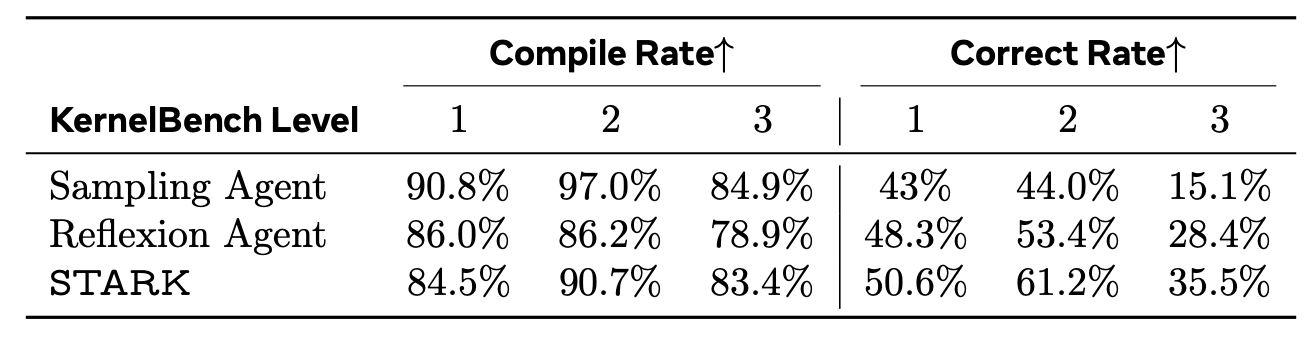 Compile Rate↑ Correct Rate↑
KernelBench Level 1 2 3 1 2 3
Sampling Agent 90.8% 97.0% 84.9% 43% 44.0% 15.1%
Reflexion Agent 86.0% 86.2% 78.9% 48.3% 53.4% 28.4%
STARK 84.5% 90.7% 83.4% 50.6% 61.2% 35.5%